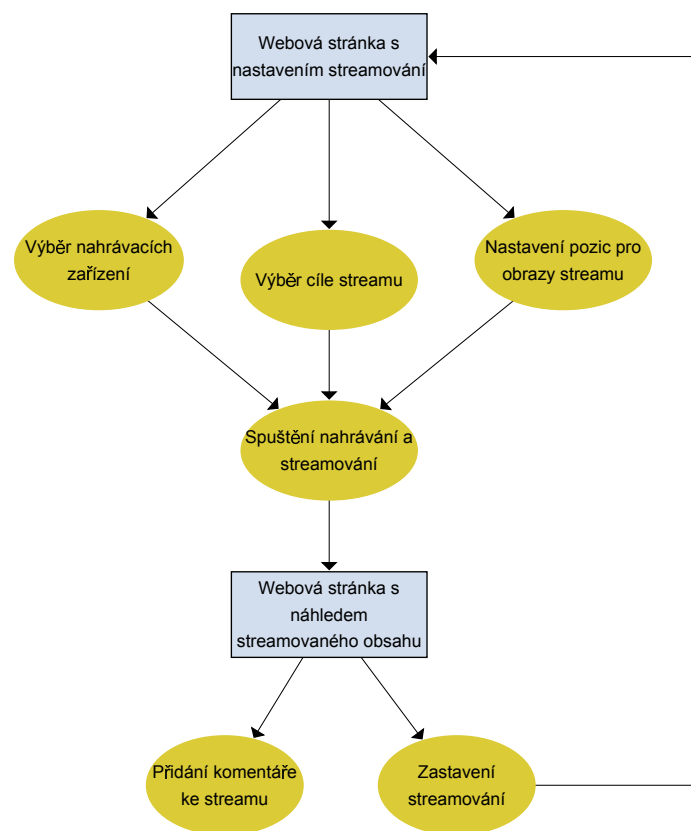 Webová stránka s
nastavením streamování
Výběr nahrávacích
zařízení
Výběr cíle streamu
Nastavení pozic pro
obrazy streamu
Spuštění nahrávání a
streamování
Webová stránka s
náhledem
streamovaného obsahu
Přidání komentáře
ke streamu
Zastavení
streamování